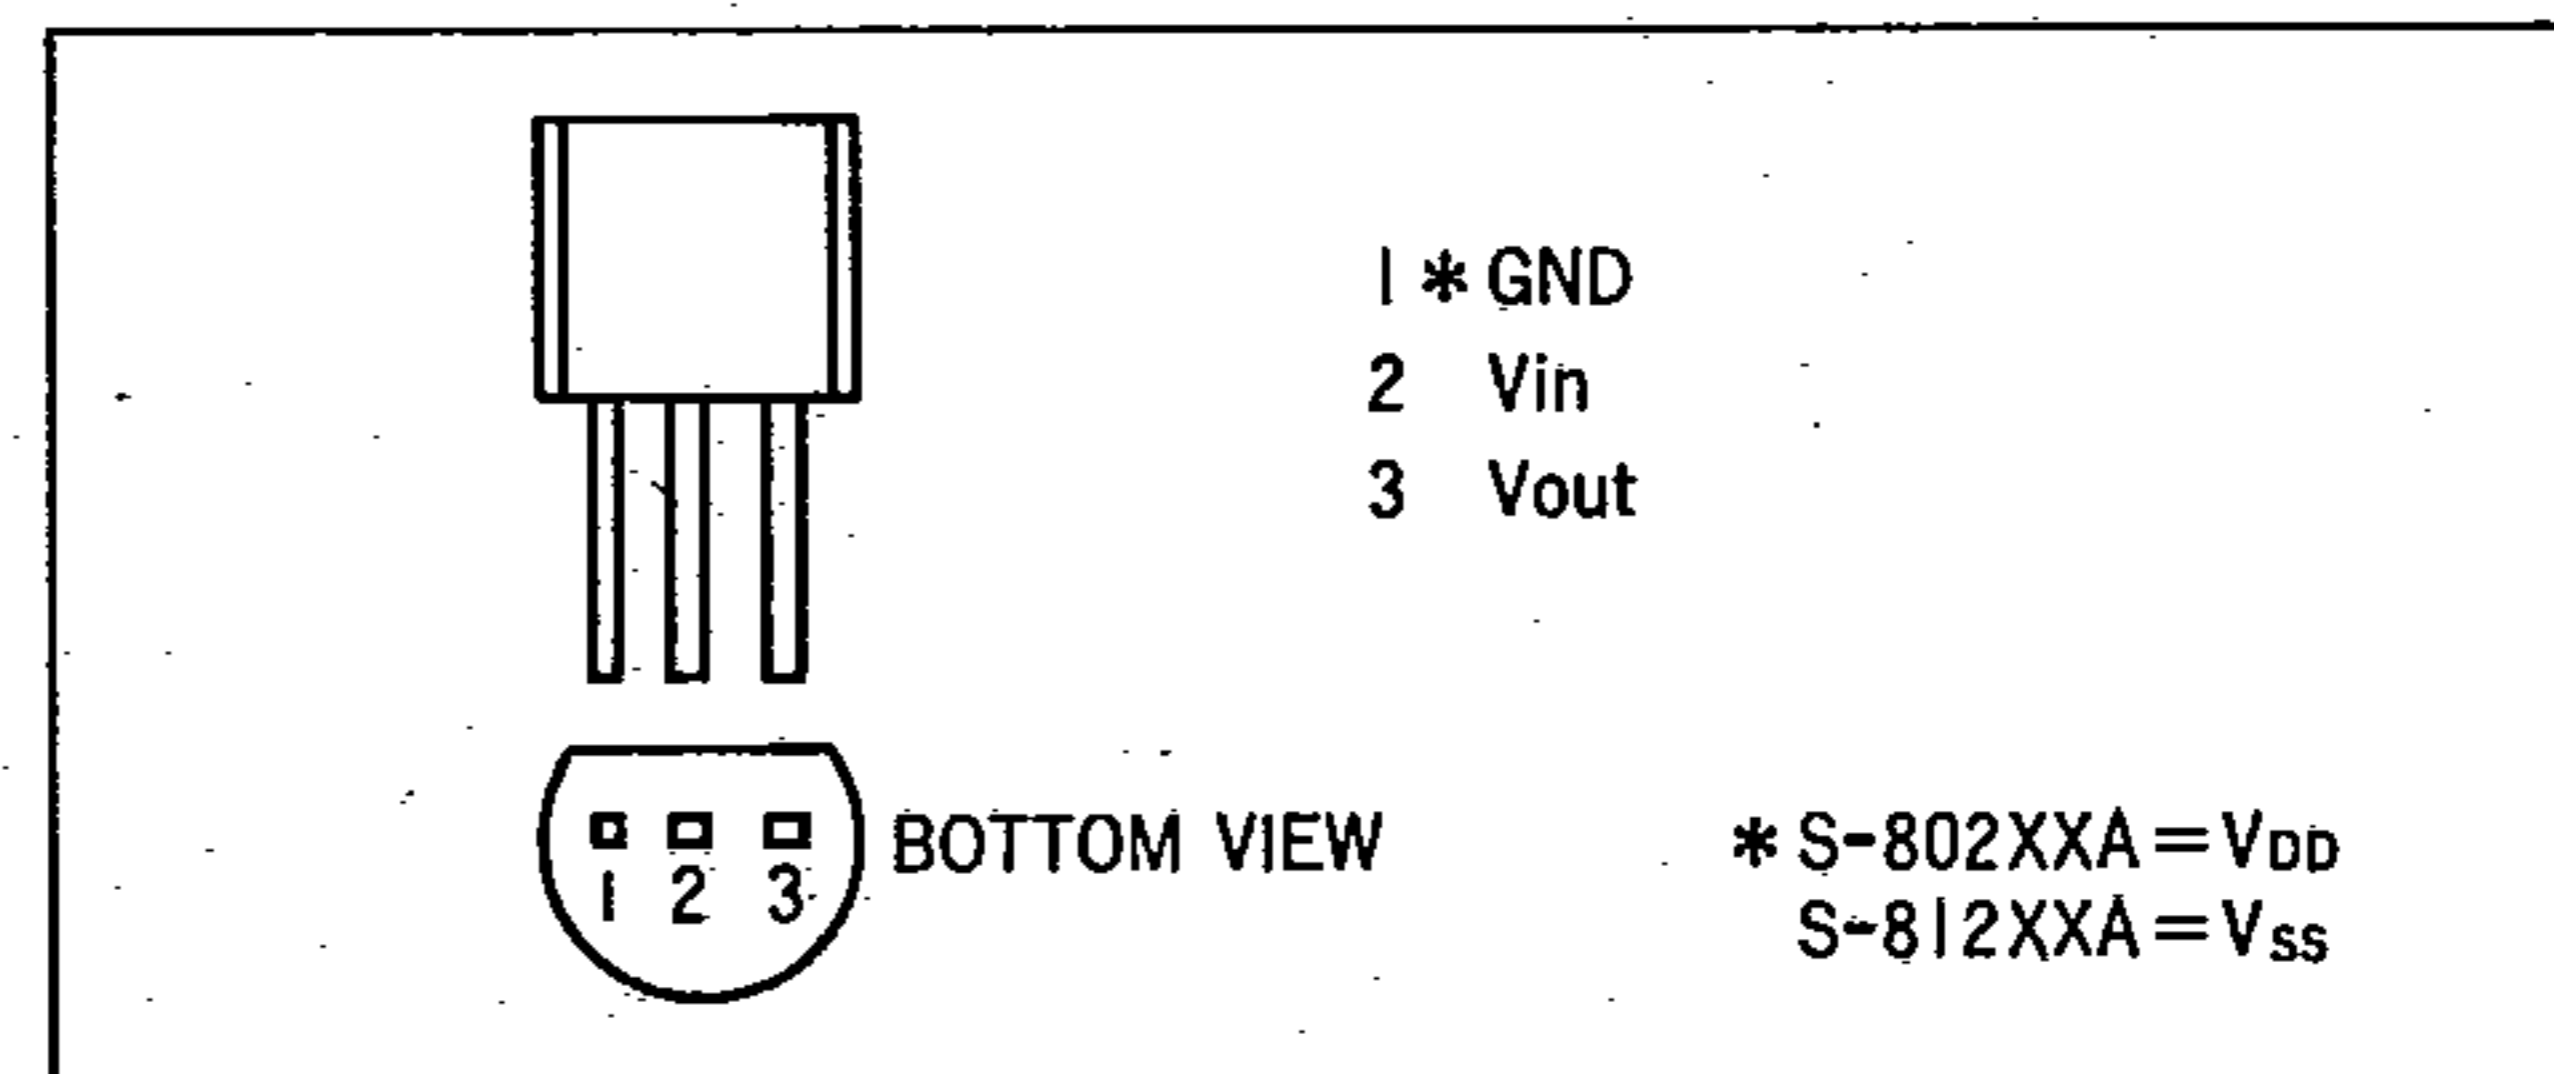 1 * GND
2 Vin
3 Vout
BOTTOM VIEW
1 2 3
* S-802XXA = VDD
S-812XXA = VSS